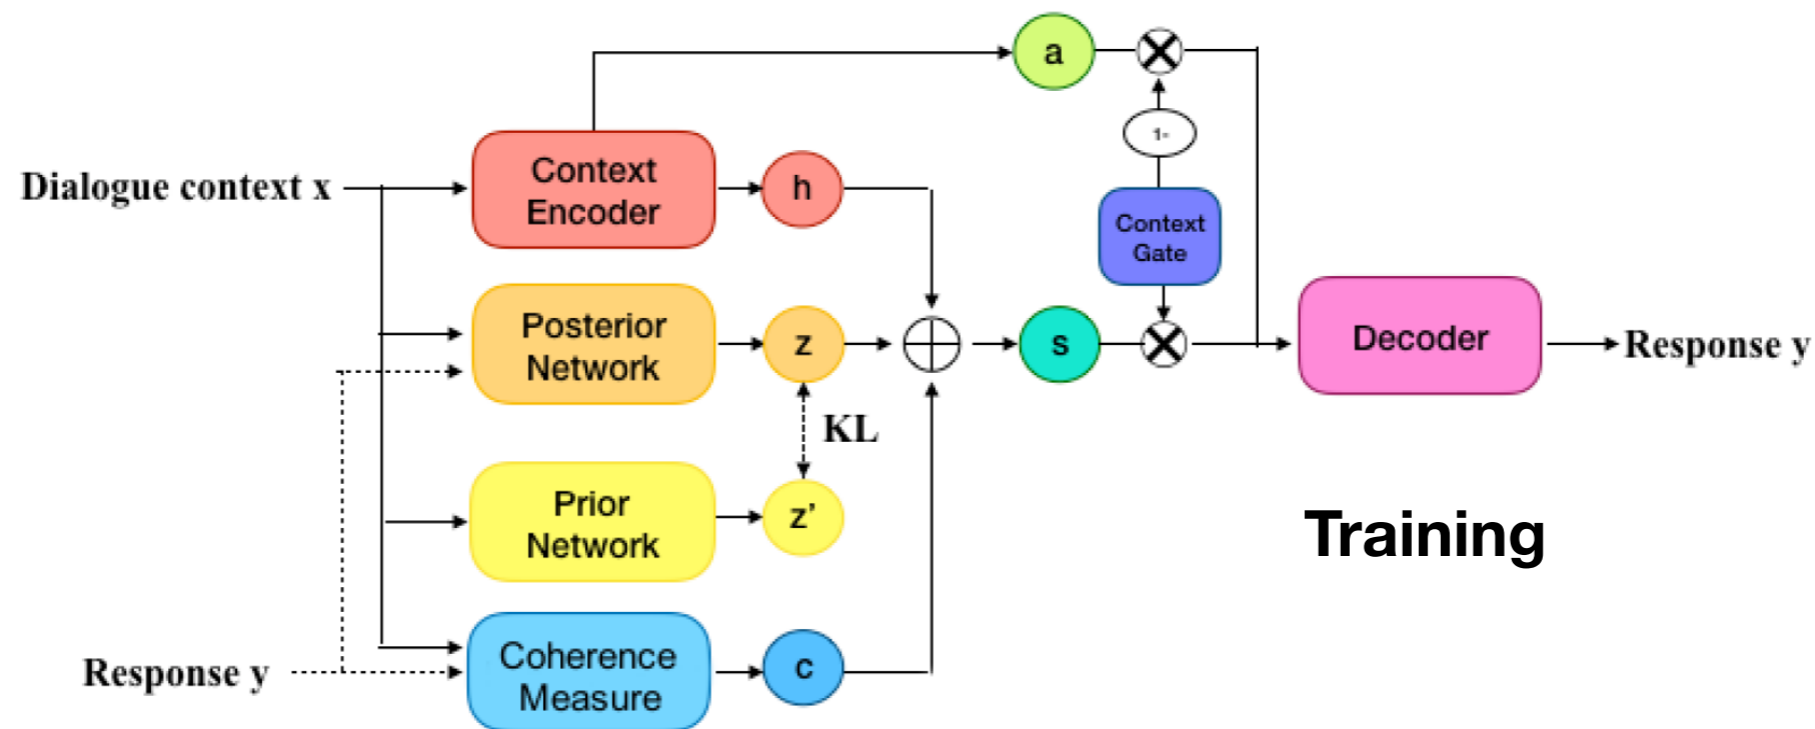 a
1-
Dialogue context x
Context
Encoder
h
Context
Gate
Posterior
Network
z
s
Decoder
Response y
KL
Prior
Network
z’
Training
Response y
Coherence
Measure
c